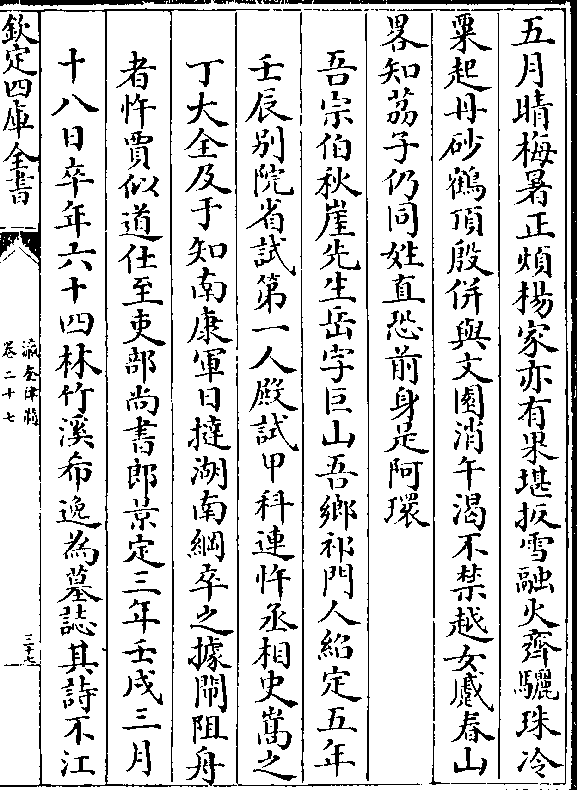 五月晴梅暑正煩楊家亦有果堪扳雪融火齊驪珠冷
粟起丹砂鶴頂殷併與文園消午渴不禁越女蹙春山
畧知茘子仍同姓直恐前身是阿環
吾宗伯秋崖先生岳字巨山吾鄉祁門人紹定五年
壬辰别院省試第一人殿試甲科連忤丞相史嵩之
丁大全及于知南康軍日撻湖南綱卒之據閘阻舟
者忤賈似道仕至吏部尚書郎景定三年壬戌三月
十八日卒年六十四林竹溪希逸為墓誌其詩不江
欽定四庫全書
瀛奎律髓
卷二十七
三十七